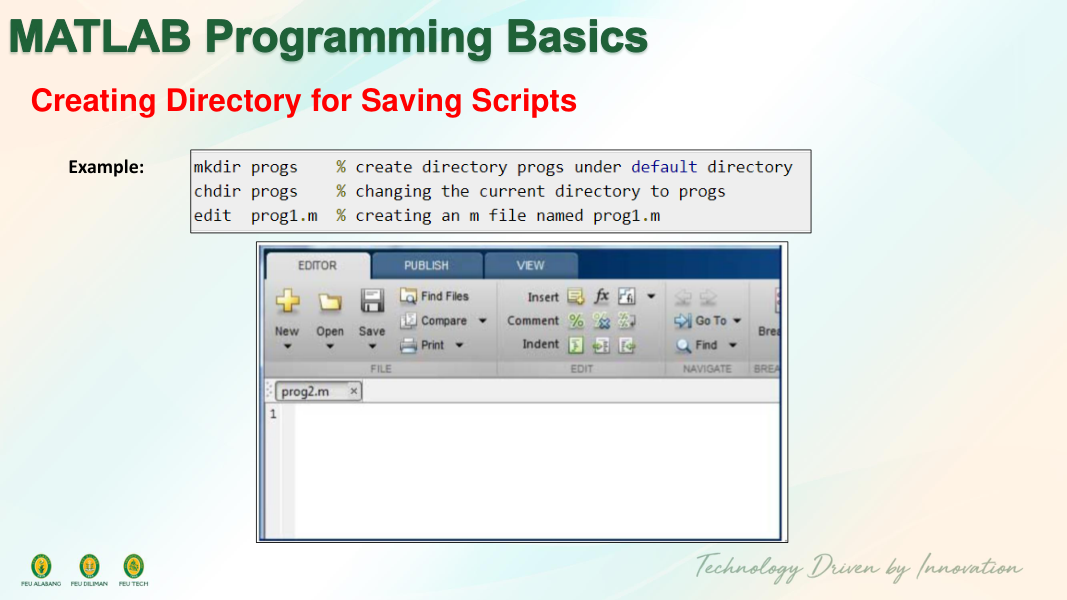 MATLAB Programming Basics
Creating Directory for Saving Scripts
Example:
mkdir progs % create directory progs under default directory
chdir progs % changing the current directory to progs
edit prog1.m % creating an m file named prog1.m
EDITOR PUBLISH VIEW
Find Files Insert fx
New Open Save Compare Comment Go To Brea
Print Indent Find
FILE EDIT NAVIGATE BREA
prog2.m
1
FEU ALABANG FEU DILIMAN FEU TECH
Technology Driven by Innovation